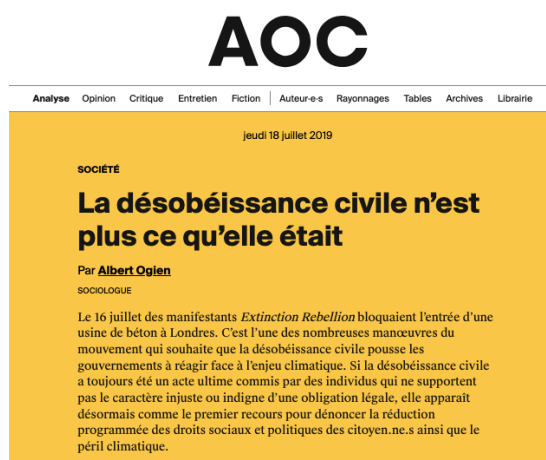 AOC
Analyse Opinion Critique Entretien Fiction Auteur·e·s Rayonnages Tables Archives Librairie
jeudi 18 juillet 2019
SOCIÉTÉ
La désobéissance civile n’est
plus ce qu’elle était
Par Albert Ogien
SOCIOLOGUE
Le 16 juillet des manifestants Extinction Rebellion bloquaient l’entrée d’une
usine de béton à Londres. C’est l’une des nombreuses manœuvres du
mouvement qui souhaite que la désobéissance civile pousse les
gouvernements à réagir face à l’enjeu climatique. Si la désobéissance civile
a toujours été un acte ultime commis par des individus qui ne supportent
pas le caractère injuste ou indigne d’une obligation légale, elle apparaît
désormais comme le premier recours pour dénoncer la réduction
programmée des droits sociaux et politiques des citoyen.ne.s ainsi que le
péril climatique.